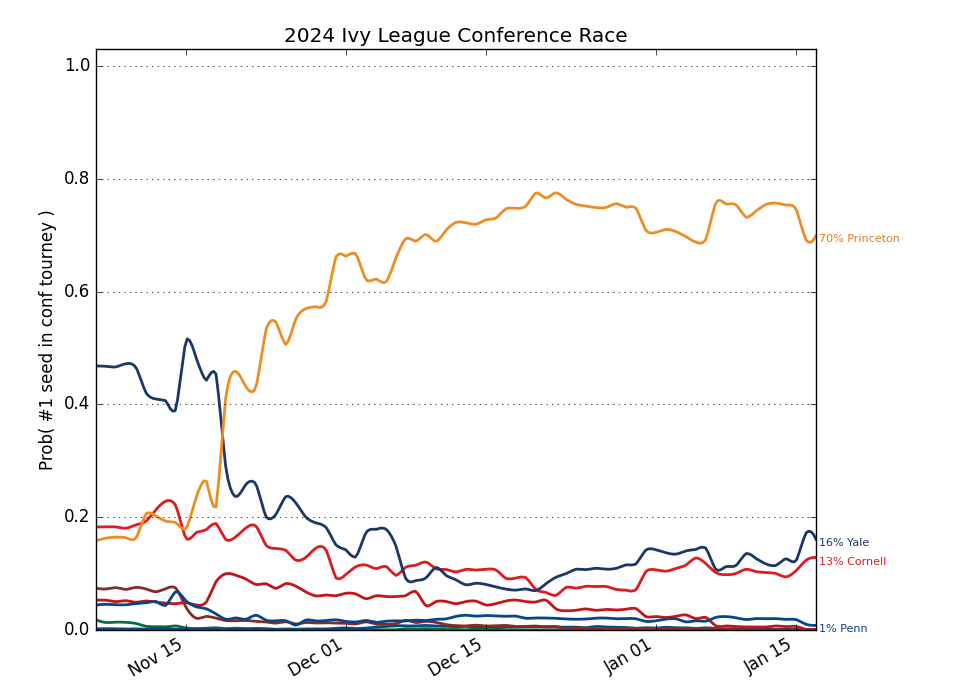 2024 Ivy League Conference Race
Prob( #1 seed in conf tourney )
1.0
0.8
0.6
0.4
0.2
0.0
70% Princeton
16% Yale
13% Cornell
1% Penn
Nov 15
Dec 01
Dec 15
Jan 01
Jan 15